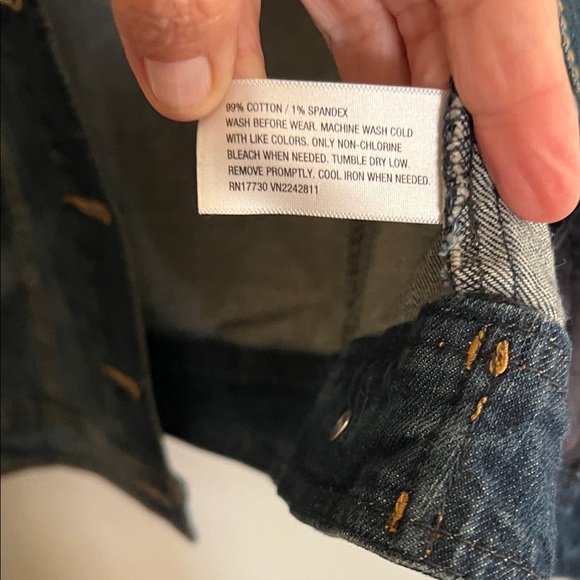 99% COTTON / 1% SPANDEX
WASH BEFORE WEAR. MACHINE WASH COLD
WITH LIKE COLORS. ONLY NON-CHLORINE
BLEACH WHEN NEEDED. TUMBLE DRY LOW.
REMOVE PROMPTLY. COOL IRON WHEN NEEDED.
RN17730 VN2242811